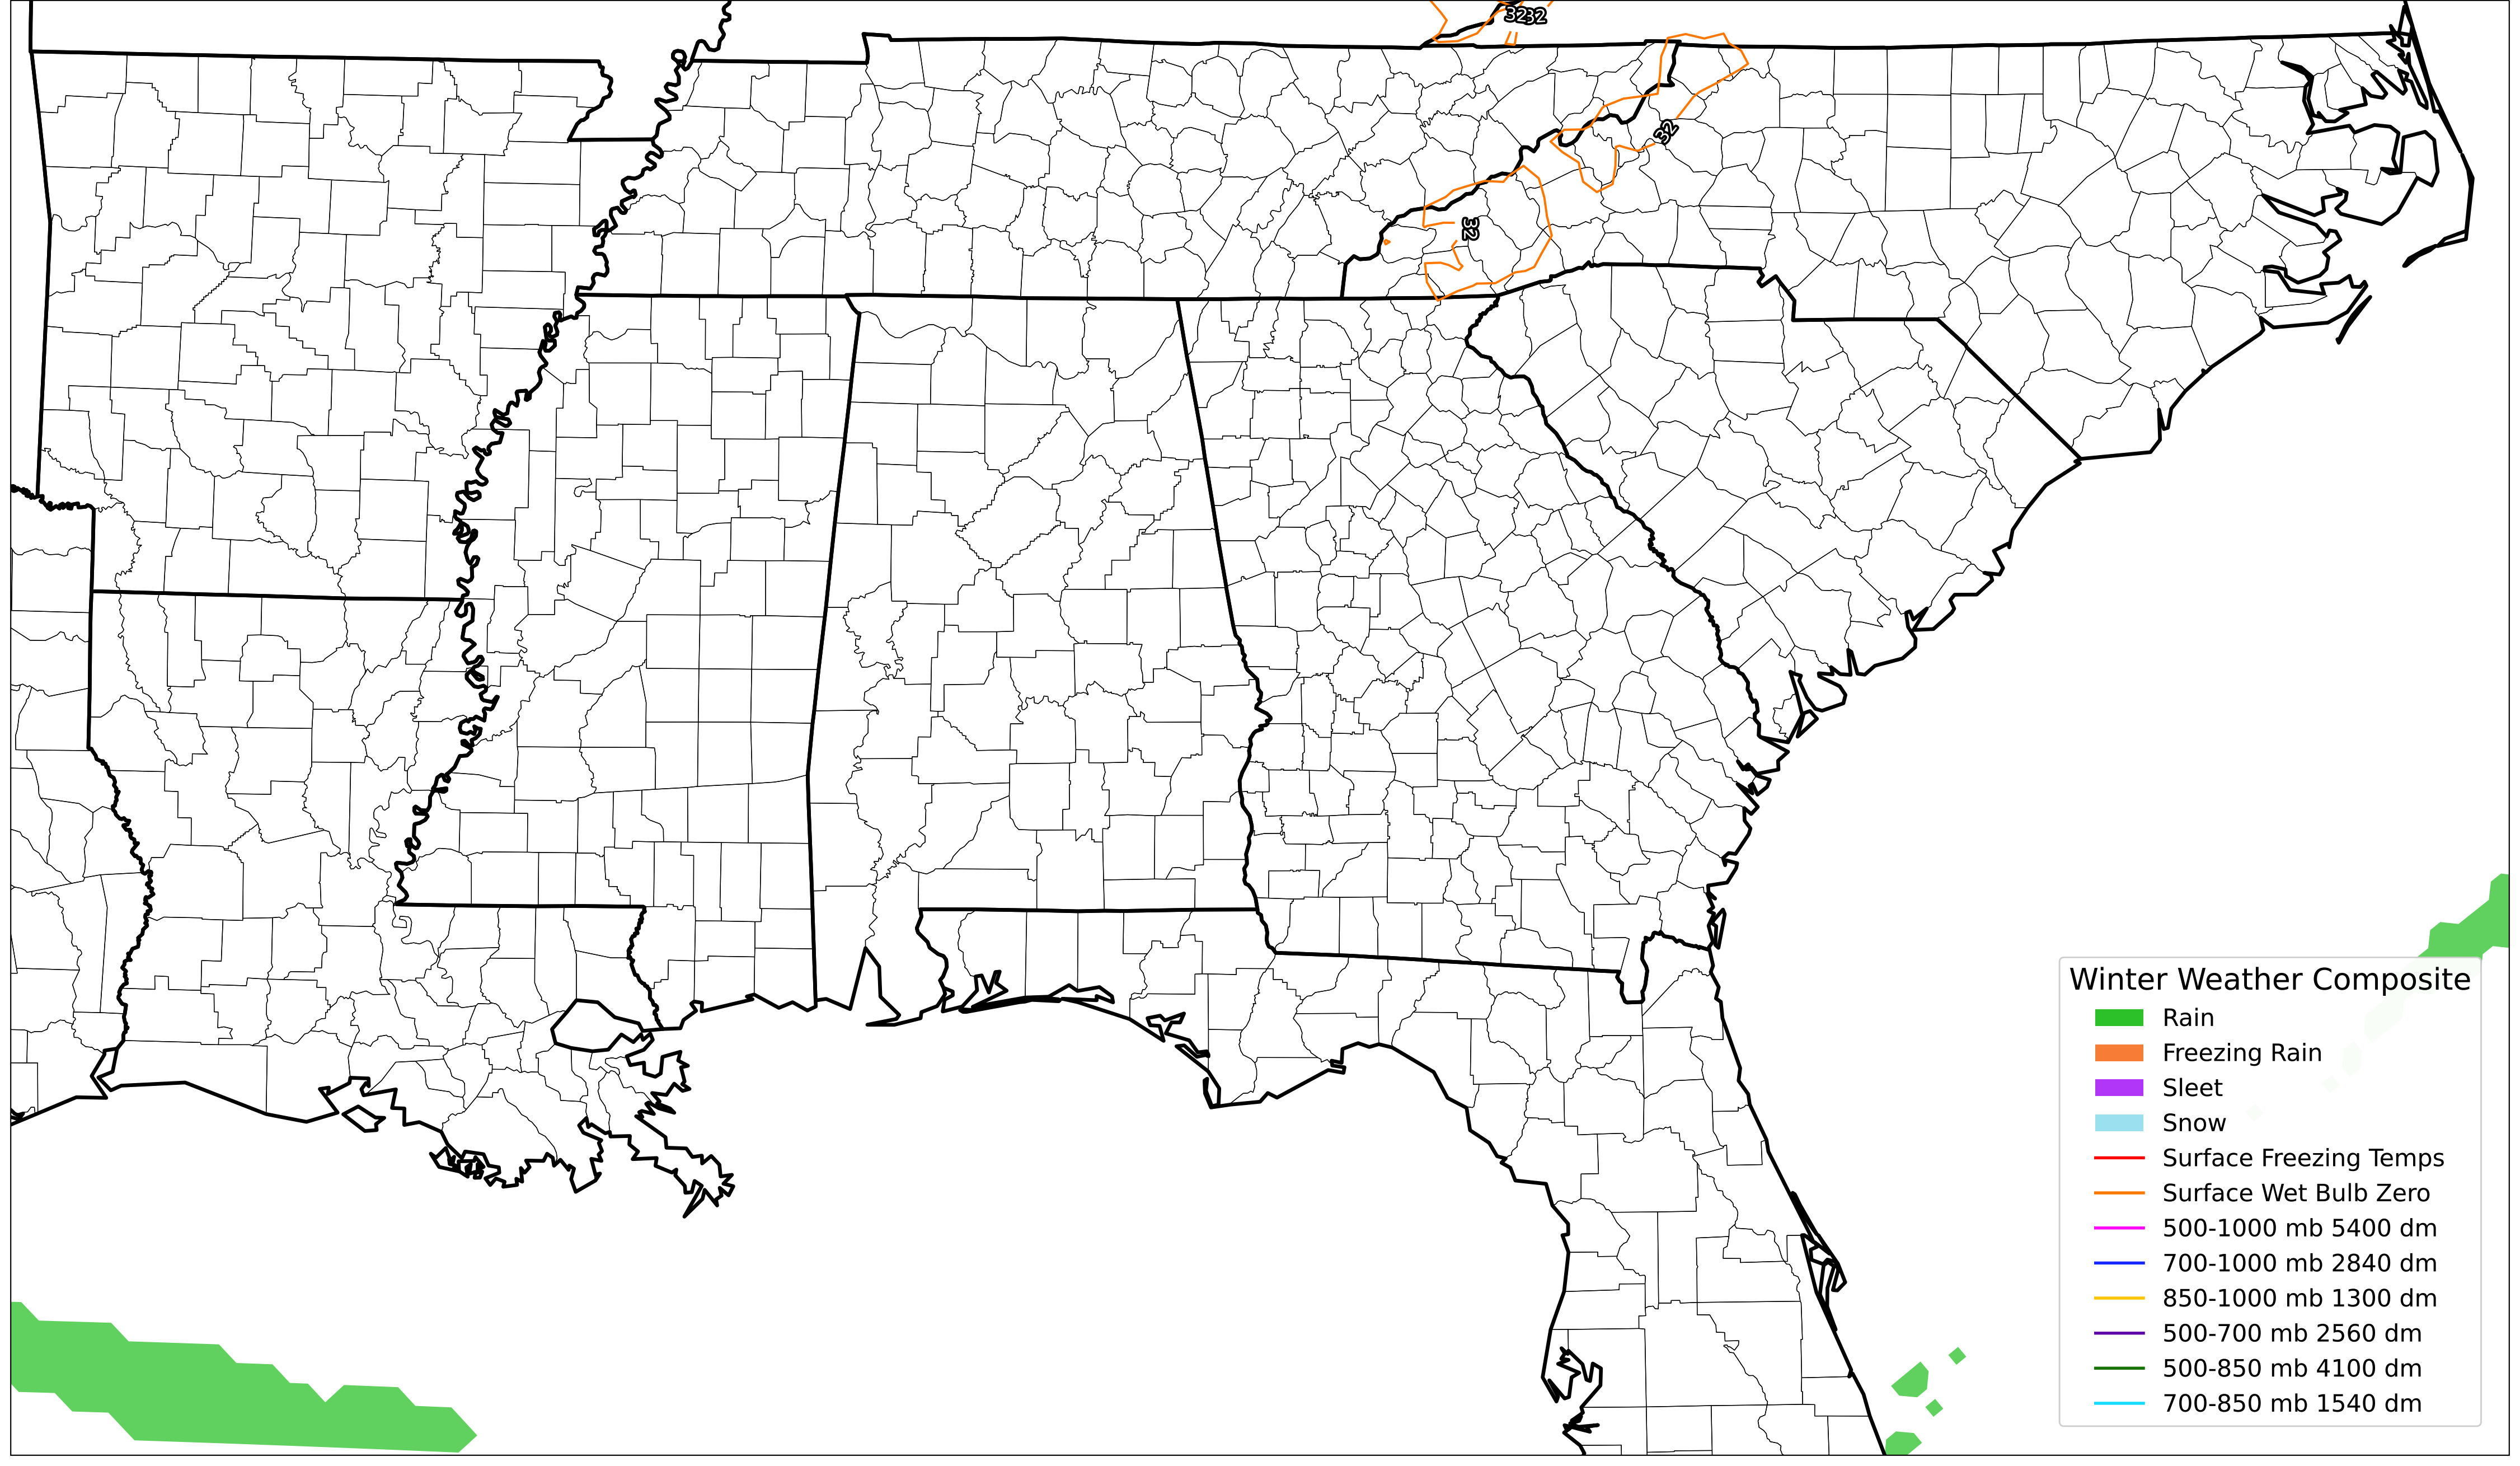 3232
32
32
Winter Weather Composite
Rain
Freezing Rain
Sleet
Snow
Surface Freezing Temps
Surface Wet Bulb Zero
500-1000 mb 5400 dm
700-1000 mb 2840 dm
850-1000 mb 1300 dm
500-700 mb 2560 dm
500-850 mb 4100 dm
700-850 mb 1540 dm